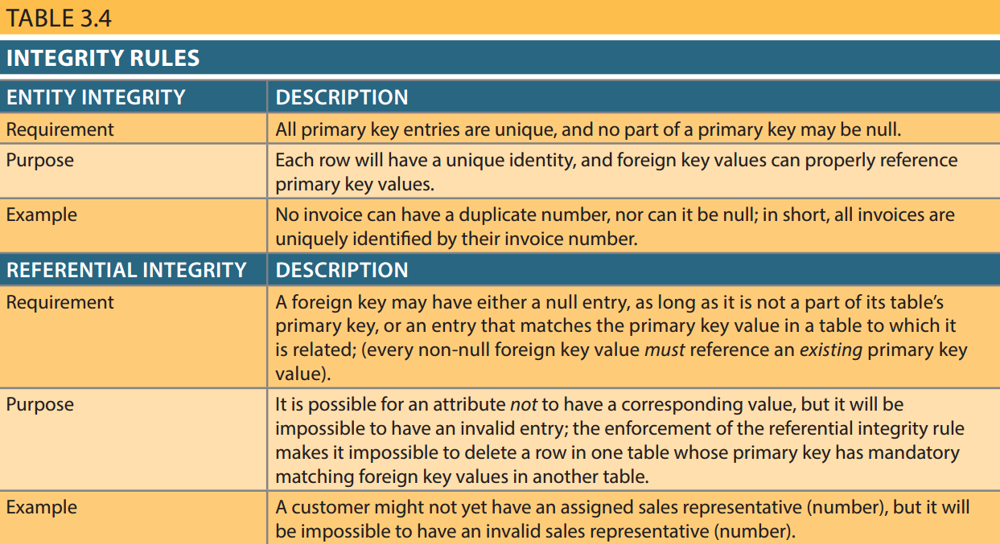 TABLE 3.4
INTEGRITY RULES
ENTITY INTEGRITY DESCRIPTION
Requirement All primary key entries are unique, and no part of a primary key may be null.
Purpose Each row will have a unique identity, and foreign key values can properly reference
primary key values.
Example No invoice can have a duplicate number, nor can it be null; in short, all invoices are
uniquely identified by their invoice number.
REFERENTIAL INTEGRITY DESCRIPTION
Requirement A foreign key may have either a null entry, as long as it is not a part of its table’s
primary key, or an entry that matches the primary key value in a table to which it
is related; (every non-null foreign key value must reference an existing primary key
value).
Purpose It is possible for an attribute not to have a corresponding value, but it will be
impossible to have an invalid entry; the enforcement of the referential integrity rule
makes it impossible to delete a row in one table whose primary key has mandatory
matching foreign key values in another table.
Example A customer might not yet have an assigned sales representative (number), but it will
be impossible to have an invalid sales representative (number).